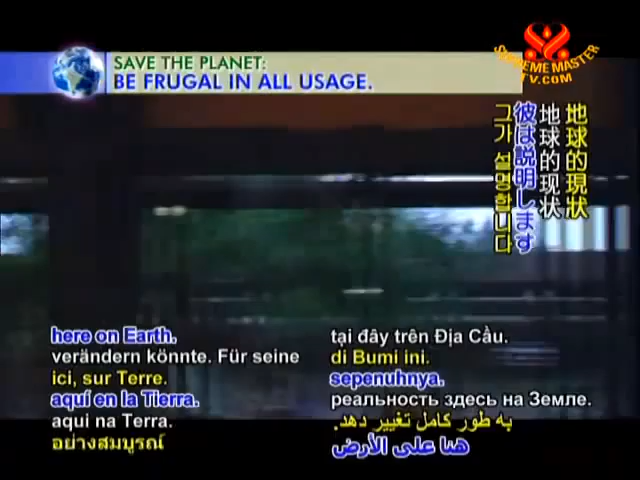 SAVE THE PLANET:
BE FRUGAL IN ALL USAGE.
SUPREME MASTER
TV.COM
地球的現狀
地球的现状
彼は説明します
그가 설명합니다
here on Earth.
verändern könnte. Für seine
ici, sur Terre.
aquí en la Tierra.
aqui na Terra.
อย่างสมบูรณ์
tại đây trên Địa Cầu.
di Bumi ini.
sepenuhnya.
реальность здесь на Земле.
به طور کامل تغییر دهد.
هنا على الأرض